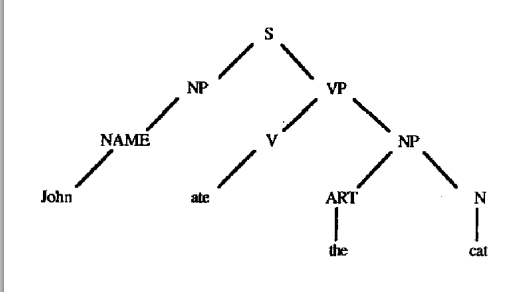 S
NP VP
NAME V NP
John ate ART N
the cat